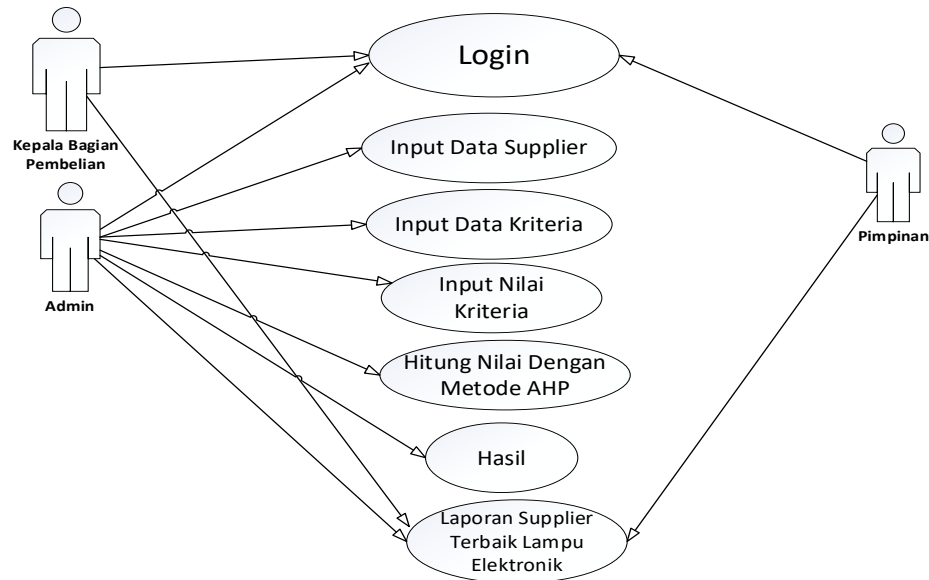 Login
Kepala Bagian
Pembelian
Input Data Supplier
Input Data Kriteria
Pimpinan
Admin
Input Nilai
Kriteria
Hitung Nilai Dengan
Metode AHP
Hasil
Laporan Supplier
Terbaik Lampu
Elektronik